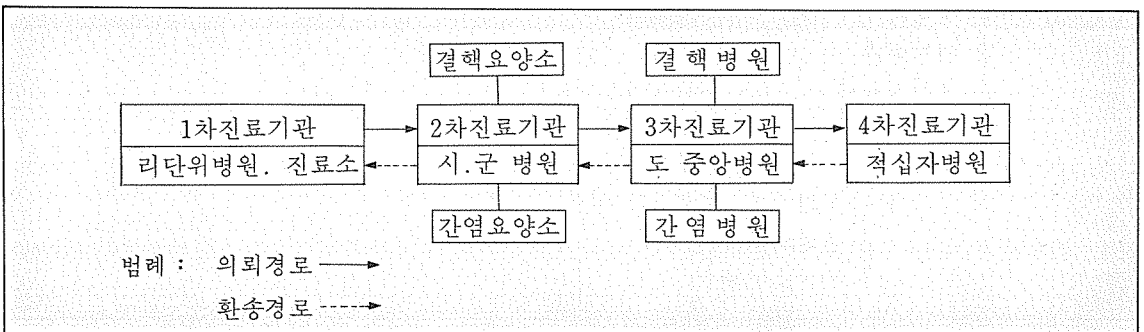 결핵요양소 결핵병원
1차진료기관 2차진료기관 3차진료기관 4차진료기관
리단위병원. 진료소 시.군 병원 도 중앙병원 적십자병원
간염요양소 간염병원
범례 : 의뢰경로
환송경로